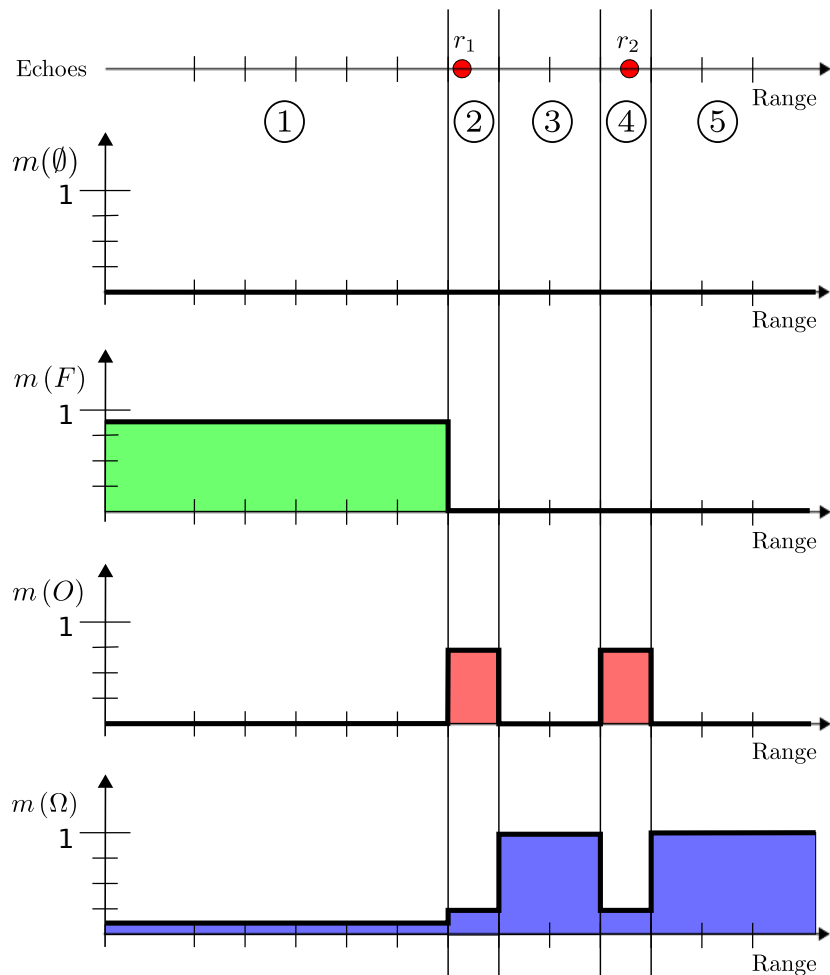 r₁ r₂
Echoes
Range
① ② ③ ④ ⑤
m(∅)
1
Range
m(F)
1
Range
m(O)
1
Range
m(Ω)
1
Range